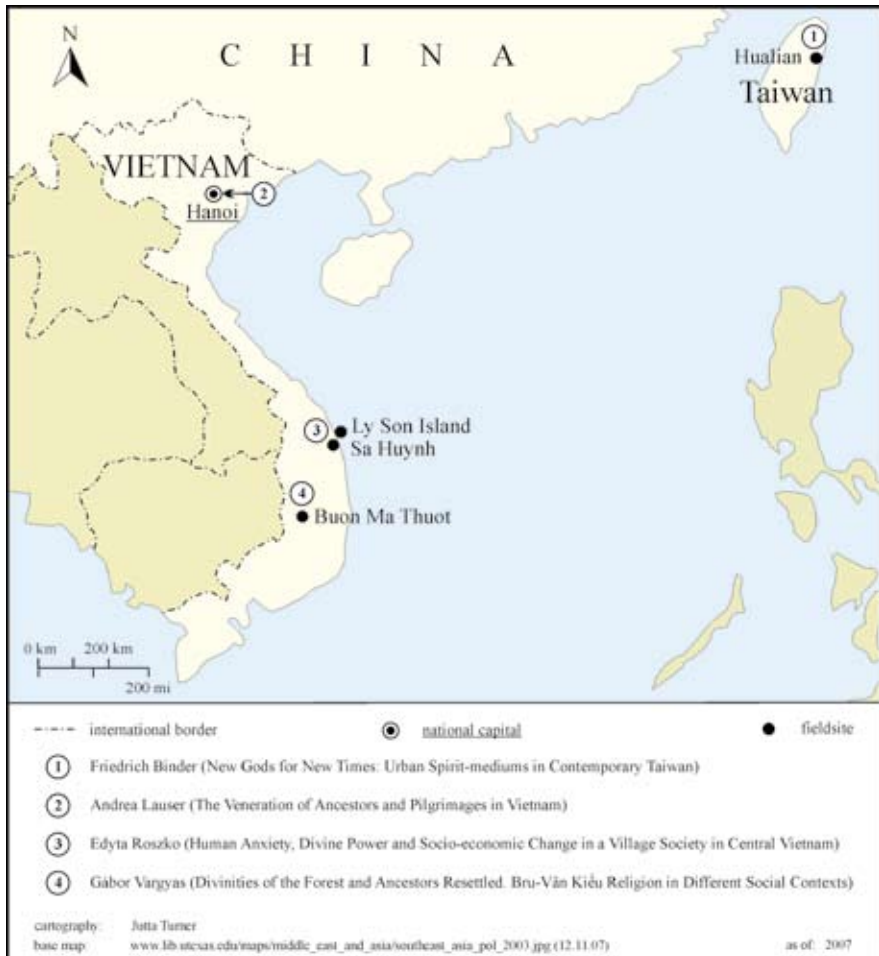 N
C H I N A
1
Hualian
Taiwan
VIETNAM
2
Hanoi
3
Ly Son Island
Sa Huynh
4
Buon Ma Thuot
0 km 200 km
200 mi
international border
national capital
fieldsite
1 Friedrich Binder (New Gods for New Times: Urban Spirit-mediums in Contemporary Taiwan)
2 Andrea Lauser (The Veneration of Ancestors and Pilgrimages in Vietnam)
3 Edyta Roszko (Human Anxiety, Divine Power and Socio-economic Change in a Village Society in Central Vietnam)
4 Gábor Vargyas (Divinities of the Forest and Ancestors Resettled. Bru-Vân Kiều Religion in Different Social Contexts)
cartography: Jutta Turner
base map: www.lib.utexas.edu/maps/middle_east_and_asia/southeast_asia_pol_2003.jpg (12.11.07) as of: 2007